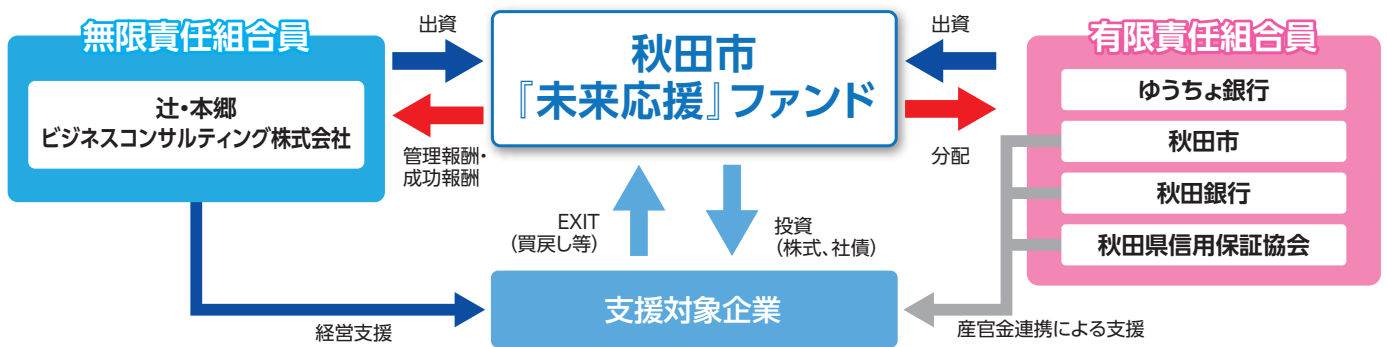 無限責任組合員
辻・本郷
ビジネスコンサルティング株式会社
出資
管理報酬・
成功報酬
秋田市
『未来応援』ファンド
出資
分配
有限責任組合員
ゆうちょ銀行
秋田市
秋田銀行
秋田県信用保証協会
EXIT
(買戻し等)
投資
(株式、社債)
支援対象企業
経営支援
産官金連携による支援